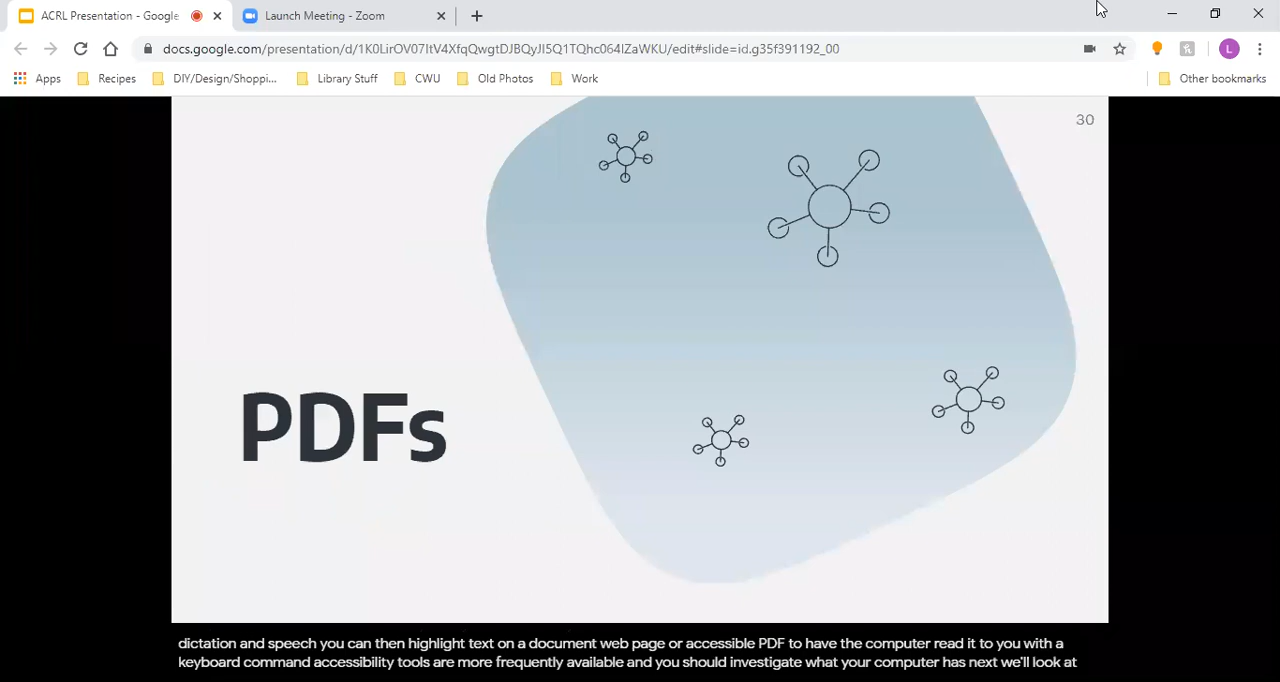 ACRL Presentation - Google
Launch Meeting - Zoom
docs.google.com/presentation/d/1K0LirOV07ItV4XfqQwgtDJBQyJI5Q1TQhc064lZaWKU/edit#slide=id.g35f391192_00
L
Apps
Recipes
DIY/Design/Shoppi...
Library Stuff
CWU
Old Photos
Work
Other bookmarks
30
PDFs
dictation and speech you can then highlight text on a document web page or accessible PDF to have the computer read it to you with a
keyboard command accessibility tools are more frequently available and you should investigate what your computer has next we'll look at